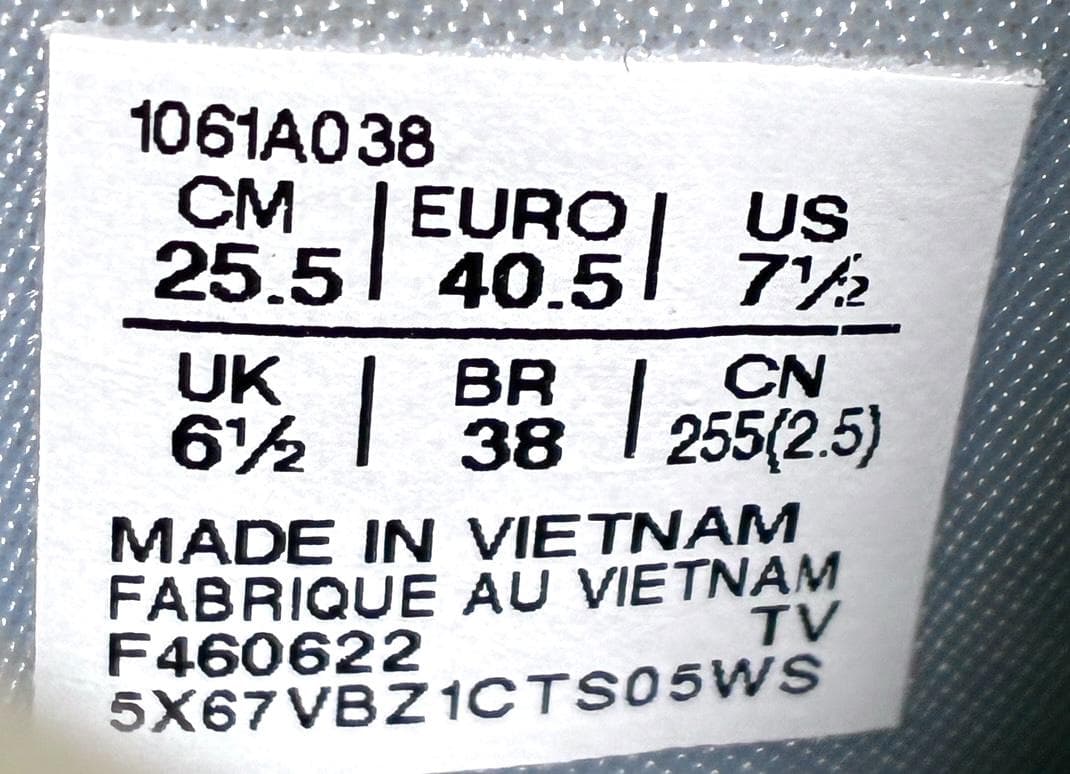 1061A038
CM | EURO | US
25.5 | 40.5 | 7½
UK | BR | CN
6½ | 38 | 255(2.5)
MADE IN VIETNAM
FABRIQUE AU VIETNAM
TV
F460622
5X67VBZ1CTS05WS